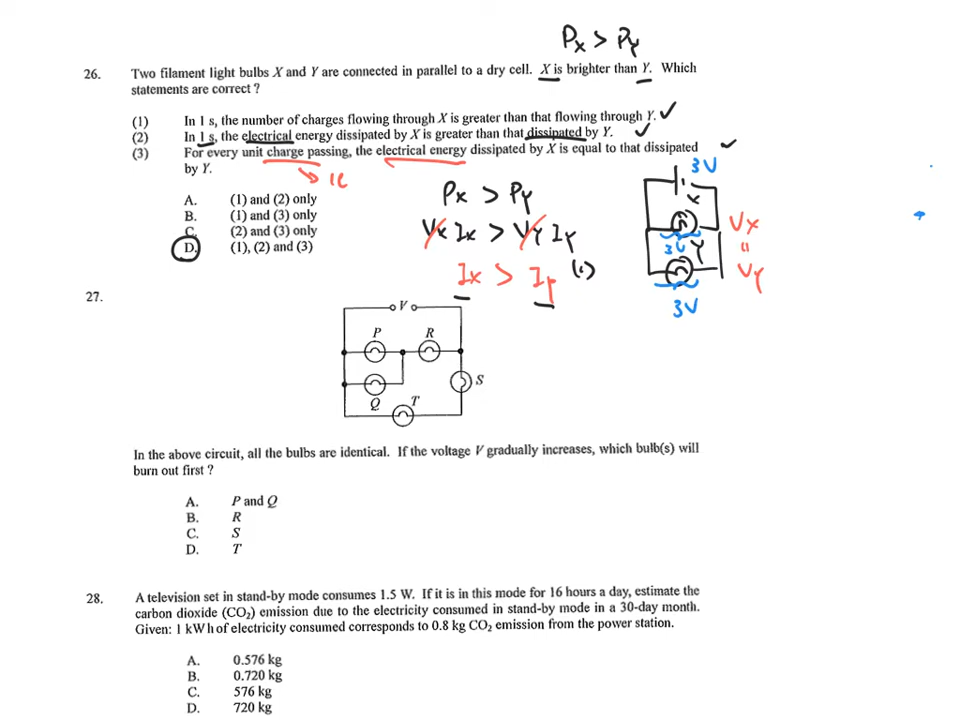 Px > Py
26. Two filament light bulbs X and Y are connected in parallel to a dry cell. X is brighter than Y. Which
statements are correct ?
(1) In 1 s, the number of charges flowing through X is greater than that flowing through Y. ✓
(2) In 1 s, the electrical energy dissipated by X is greater than that dissipated by Y. ✓
(3) For every unit charge passing, the electrical energy dissipated by X is equal to that dissipated ✓
by Y.
1C
3V
X
A. (1) and (2) only
B. (1) and (3) only
C. (2) and (3) only
D. (1), (2) and (3)
Px > Py
Vx Ix > Vy Iy
Ix > Iy (1)
3V Y
3V
Vx
=
Vy
27.
V
P R
S
Q T
In the above circuit, all the bulbs are identical. If the voltage V gradually increases, which bulb(s) will
burn out first ?
A. P and Q
B. R
C. S
D. T
28. A television set in stand-by mode consumes 1.5 W. If it is in this mode for 16 hours a day, estimate the
carbon dioxide (CO₂) emission due to the electricity consumed in stand-by mode in a 30-day month.
Given: 1 kW h of electricity consumed corresponds to 0.8 kg CO₂ emission from the power station.
A. 0.576 kg
B. 0.720 kg
C. 576 kg
D. 720 kg